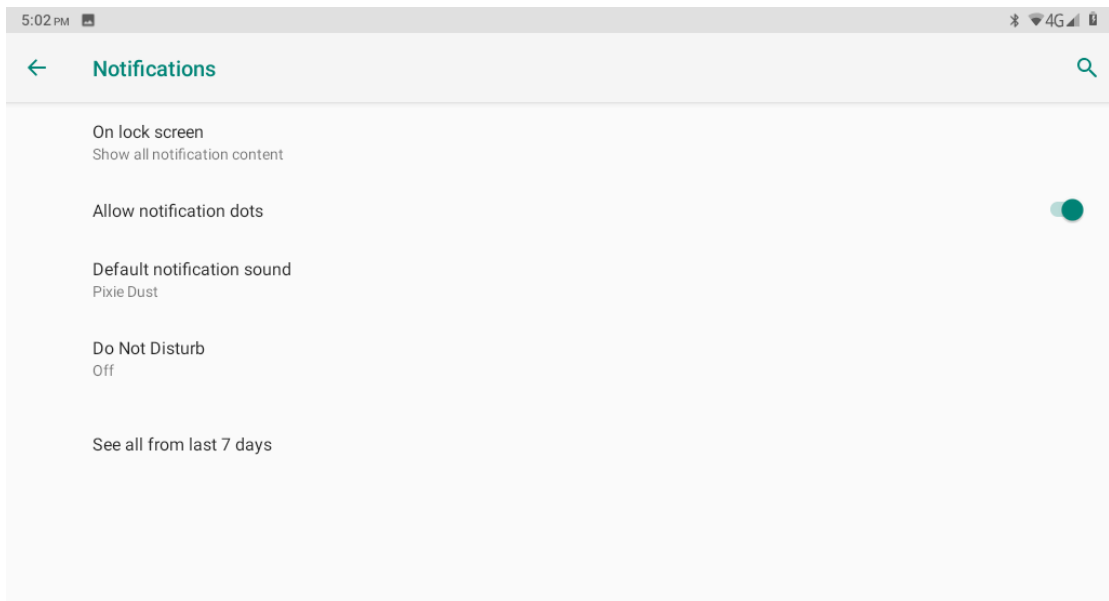 5:02 PM 4G
Notifications
On lock screen
Show all notification content
Allow notification dots
Default notification sound
Pixie Dust
Do Not Disturb
Off
See all from last 7 days